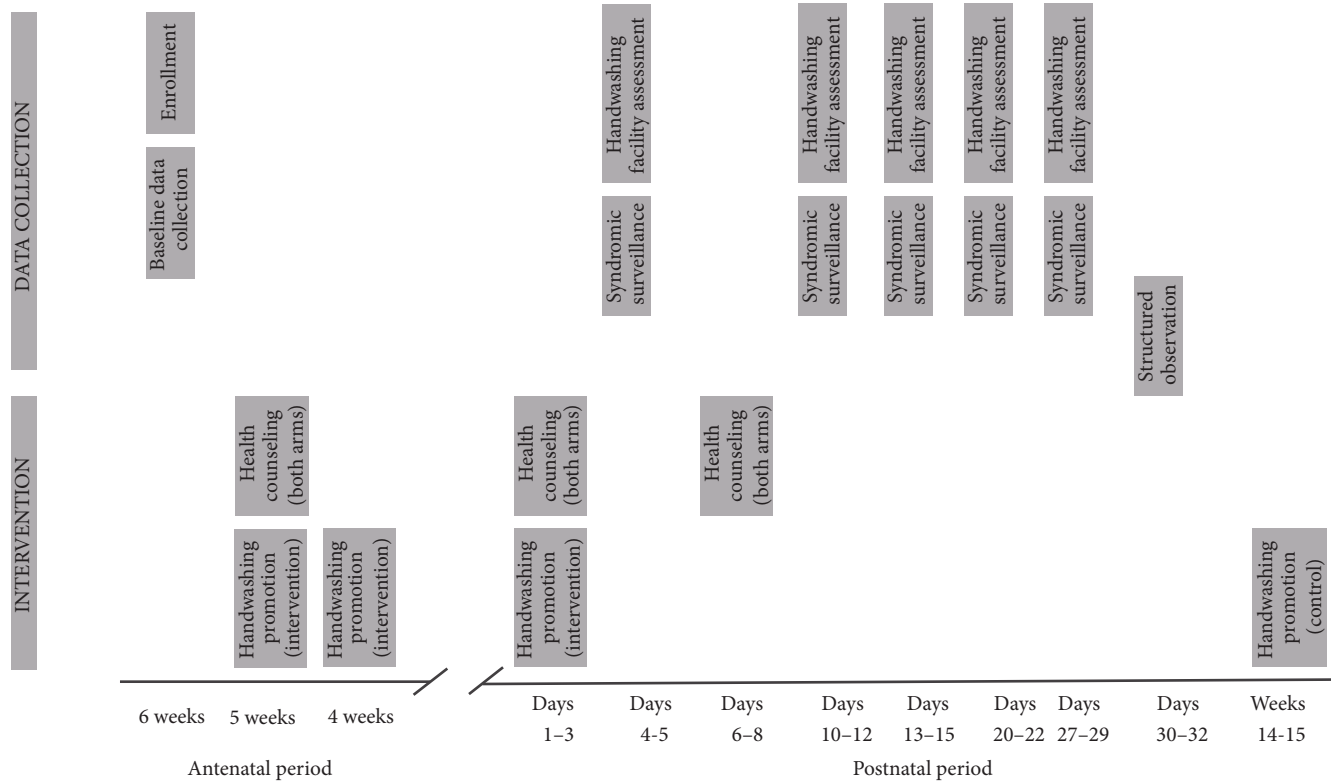 DATA COLLECTION
Enrollment
Baseline data
collection
Handwashing
facility assessment
Syndromic
surveillance
Handwashing
facility assessment
Syndromic
surveillance
Handwashing
facility assessment
Syndromic
surveillance
Handwashing
facility assessment
Syndromic
surveillance
Handwashing
facility assessment
Syndromic
surveillance
Structured
observation
INTERVENTION
Health
counseling
(both arms)
Handwashing
promotion
(intervention)
Handwashing
promotion
(intervention)
Health
counseling
(both arms)
Handwashing
promotion
(intervention)
Health
counseling
(both arms)
Handwashing
promotion
(control)
6 weeks
5 weeks
4 weeks
Days
1–3
Days
4-5
Days
6–8
Days
10–12
Days
13–15
Days
20–22
Days
27–29
Days
30–32
Weeks
14-15
Antenatal period
Postnatal period